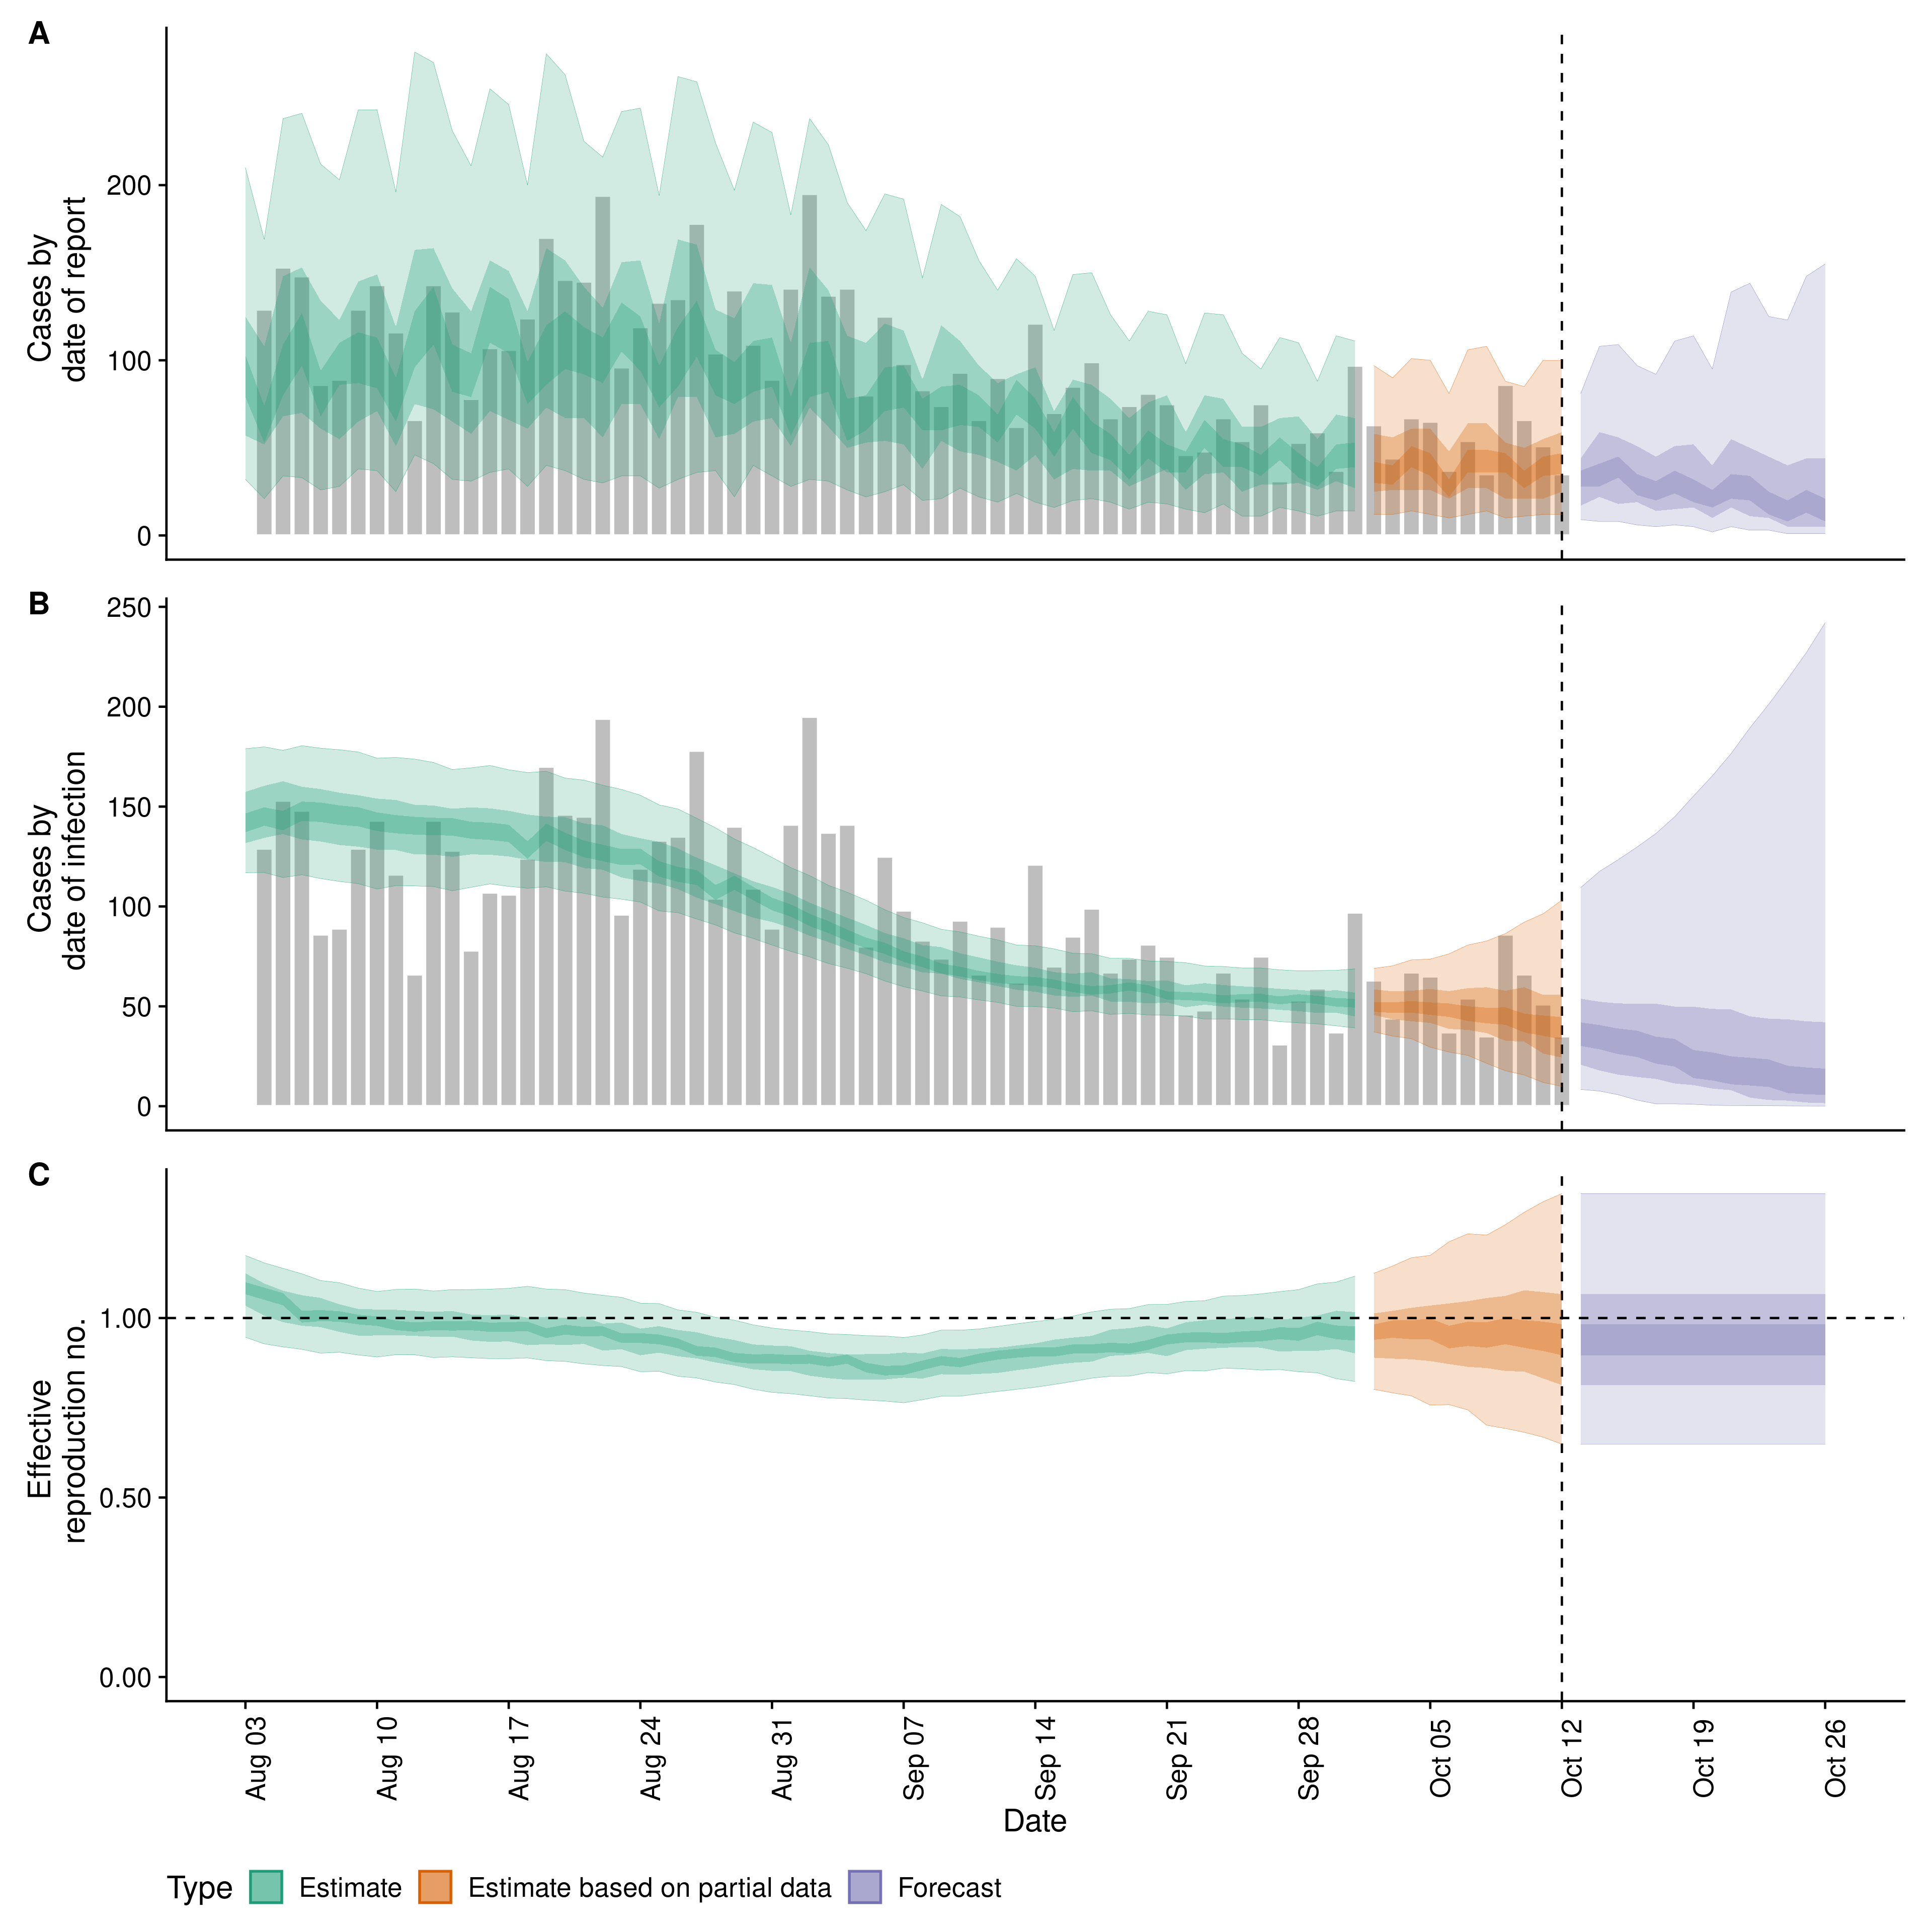 A
Cases by
date of report
200
100
0
B
Cases by
date of infection
250
200
150
100
50
0
C
Effective
reproduction no.
1.00
0.50
0.00
Aug 03
Aug 10
Aug 17
Aug 24
Aug 31
Sep 07
Sep 14
Sep 21
Sep 28
Oct 05
Oct 12
Oct 19
Oct 26
Date
Type Estimate Estimate based on partial data Forecast